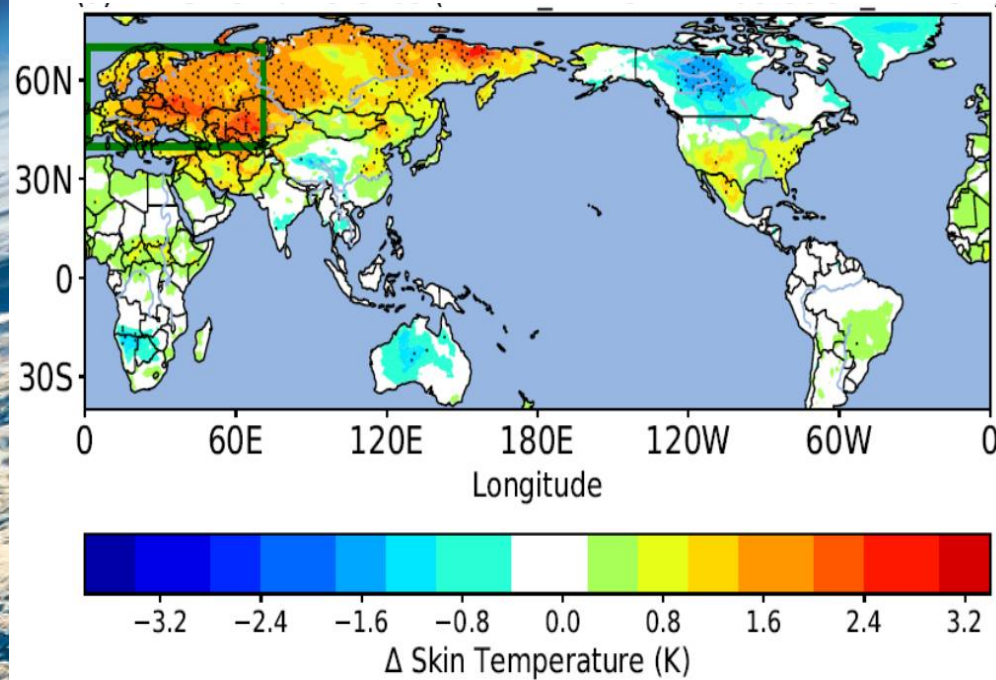 60N
30N
0
30S
0 60E 120E 180E 120W 60W 0
Longitude
−3.2 −2.4 −1.6 −0.8 0.0 0.8 1.6 2.4 3.2
Δ Skin Temperature (K)